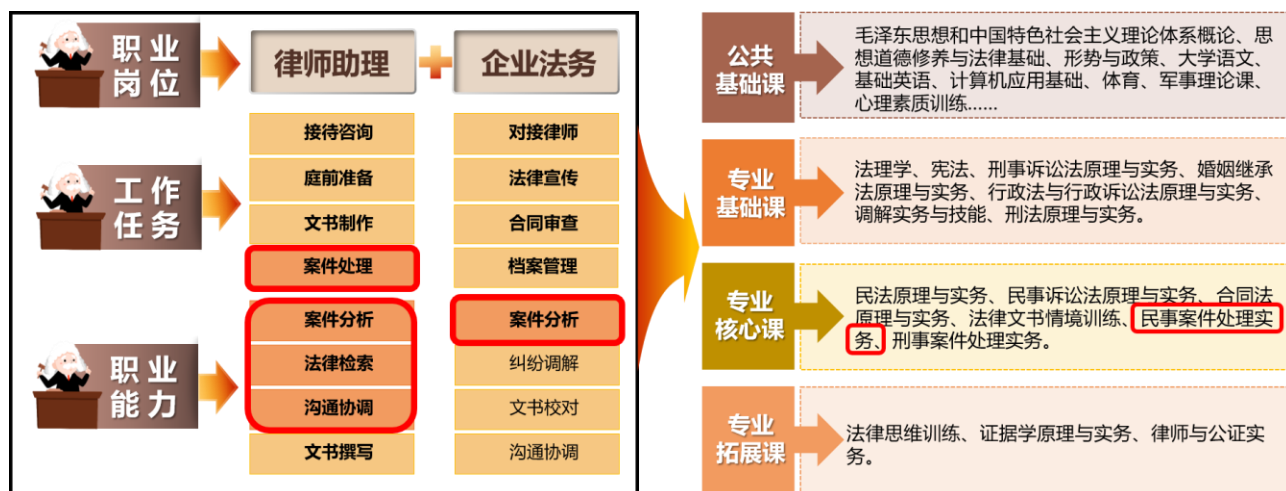 职业
岗位
律师助理
企业法务
工作
任务
接待咨询
对接律师
庭前准备
法律宣传
文书制作
合同审查
案件处理
档案管理
职业
能力
案件分析
案件分析
法律检索
纠纷调解
沟通协调
文书校对
文书撰写
沟通协调
公共
基础课
毛泽东思想和中国特色社会主义理论体系概论、思
想道德修养与法律基础、形势与政策、大学语文、
基础英语、计算机应用基础、体育、军事理论课、
心理素质训练......
专业
基础课
法理学、宪法、刑事诉讼法原理与实务、婚姻继承
法原理与实务、行政法与行政诉讼法原理与实务、
调解实务与技能、刑法原理与实务。
专业
核心课
民法原理与实务、民事诉讼法原理与实务、合同法
原理与实务、法律文书情境训练、民事案件处理实
务、刑事案件处理实务。
专业
拓展课
法律思维训练、证据学原理与实务、律师与公证实
务。